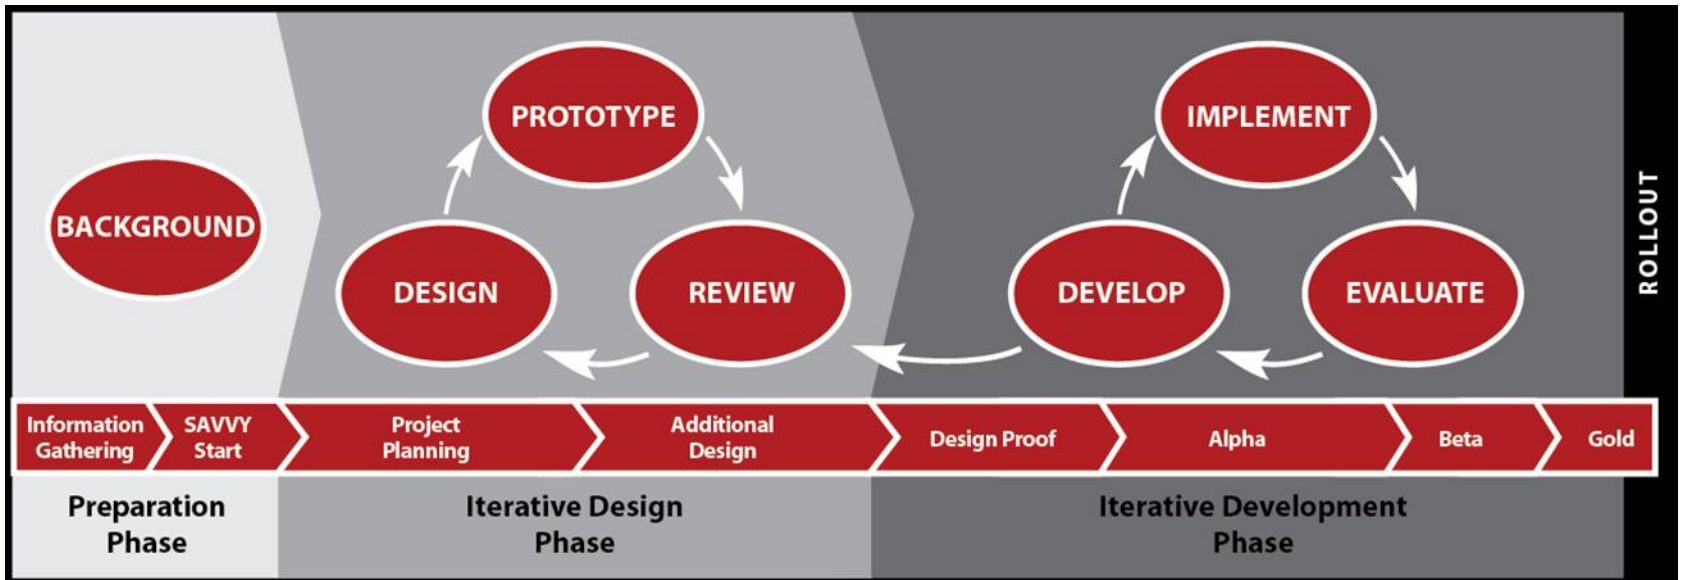 PROTOTYPE
IMPLEMENT
BACKGROUND
DESIGN
REVIEW
DEVELOP
EVALUATE
ROLLOUT
Information
Gathering
SAVVY
Start
Project
Planning
Additional
Design
Design Proof
Alpha
Beta
Gold
Preparation
Phase
Iterative Design
Phase
Iterative Development
Phase